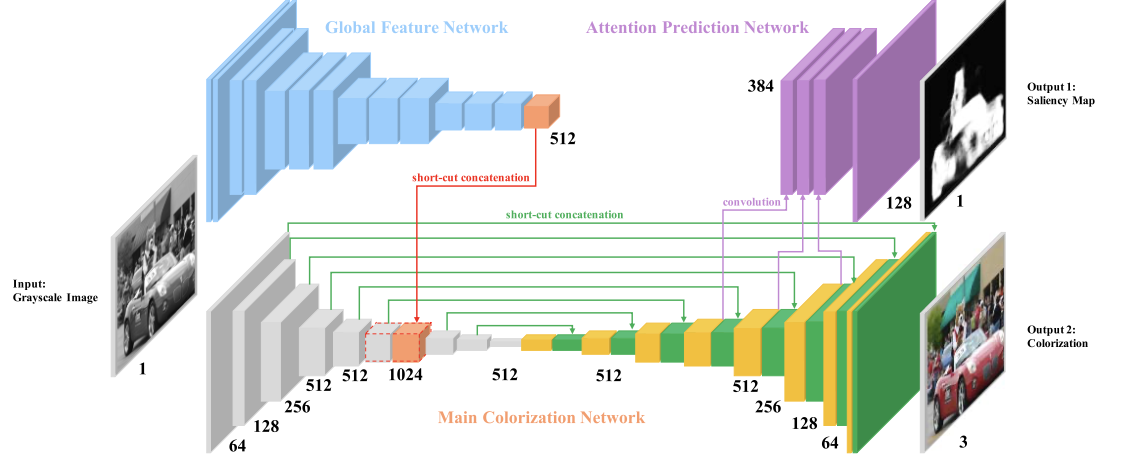 Global Feature Network
Attention Prediction Network
384
Output 1:
Saliency Map
512
short-cut concatenation
convolution
128
1
short-cut concatenation
Input:
Grayscale Image
Output 2:
Colorization
1
512
512
1024
512
512
512
256
256
128
128
64
64
3
Main Colorization Network